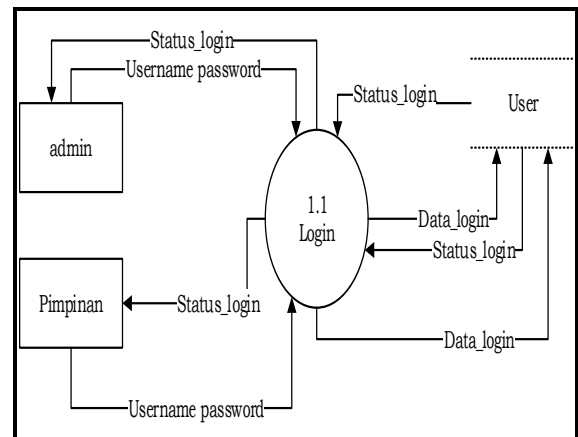 Status_login
Username password
Status_login
User
admin
1.1
Login
Data_login
Status_login
Pimpinan
Status_login
Data_login
Username password